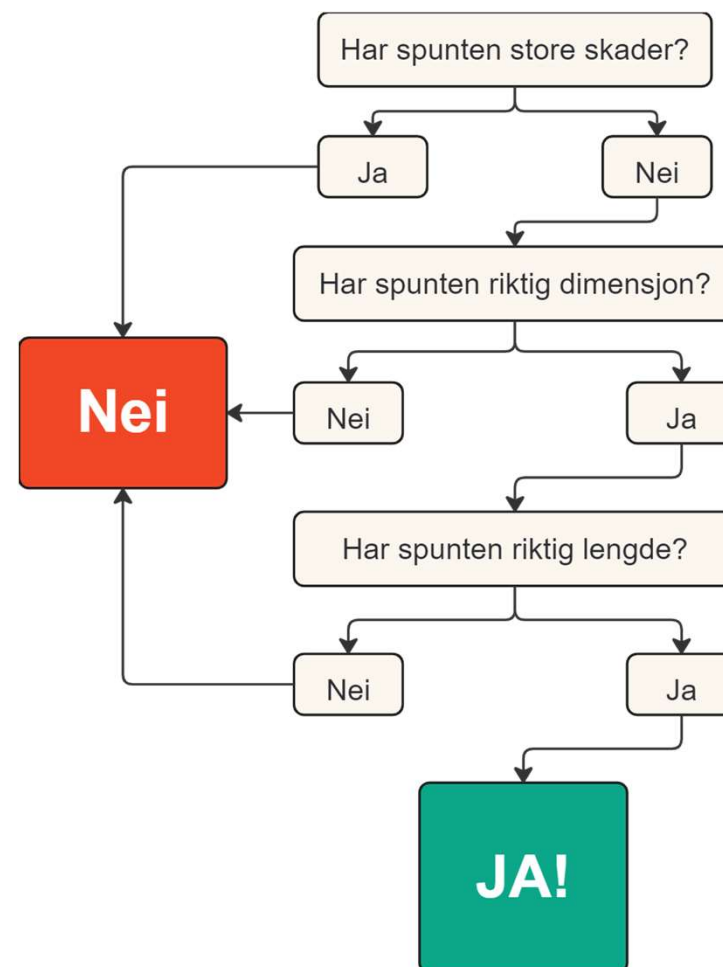 Har spunten store skader?
Ja
Nei
Har spunten riktig dimensjon?
Nei
Nei
Ja
Har spunten riktig lengde?
Nei
Ja
JA!